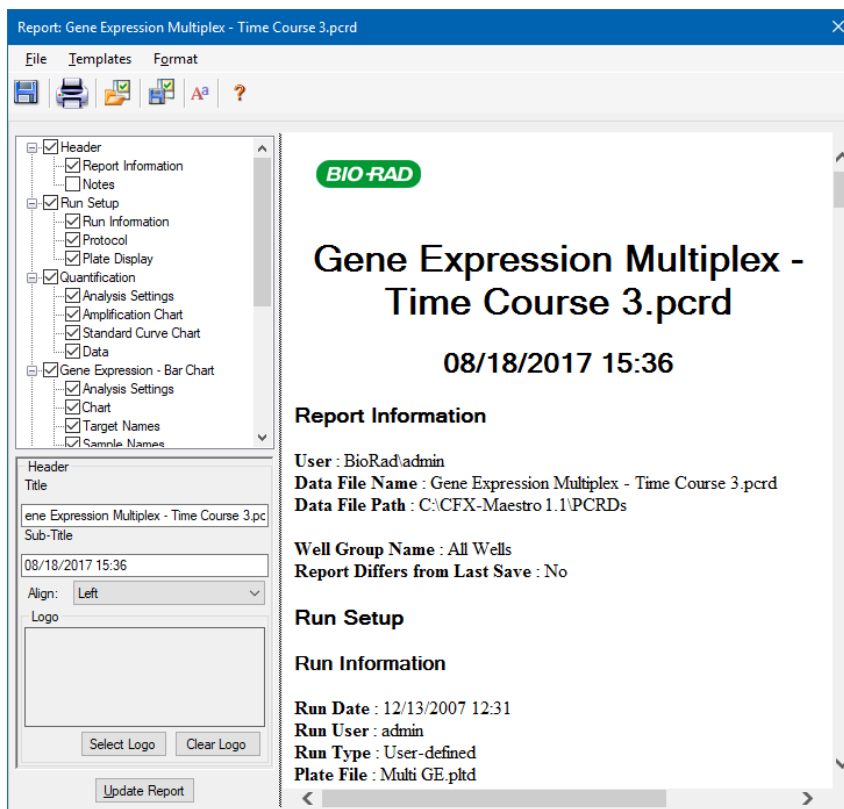 Report: Gene Expression Multiplex - Time Course 3.pcrd
File Templates Format
Aa ?
Header
Report Information
Notes
Run Setup
Run Information
Protocol
Plate Display
Quantification
Analysis Settings
Amplification Chart
Standard Curve Chart
Data
Gene Expression - Bar Chart
Analysis Settings
Chart
Target Names
Sample Names
Header
Title
ene Expression Multiplex - Time Course 3.pc
Sub-Title
08/18/2017 15:36
Align: Left
Logo
Select Logo Clear Logo
Update Report
BIO-RAD
Gene Expression Multiplex -
Time Course 3.pcrd
08/18/2017 15:36
Report Information
User : BioRad\admin
Data File Name : Gene Expression Multiplex - Time Course 3.pcrd
Data File Path : C:\CFX-Maestro 1.1\PCRDs
Well Group Name : All Wells
Report Differs from Last Save : No
Run Setup
Run Information
Run Date : 12/13/2007 12:31
Run User : admin
Run Type : User-defined
Plate File : Multi GE.pltd